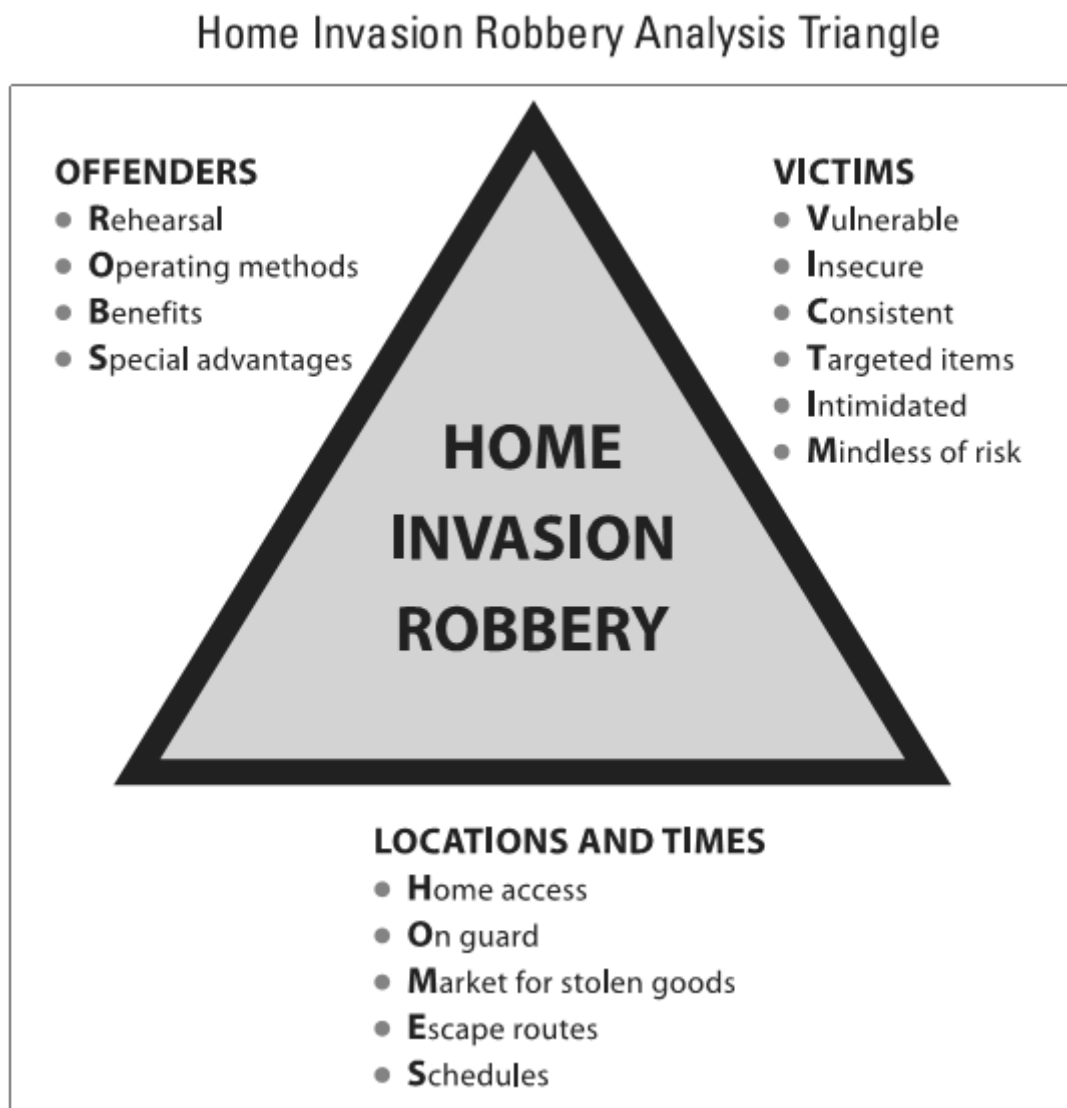 Home Invasion Robbery Analysis Triangle
OFFENDERS
• Rehearsal
• Operating methods
• Benefits
• Special advantages
VICTIMS
• Vulnerable
• Insecure
• Consistent
• Targeted items
• Intimidated
• Mindless of risk
HOME
INVASION
ROBBERY
LOCATIONS AND TIMES
• Home access
• On guard
• Market for stolen goods
• Escape routes
• Schedules